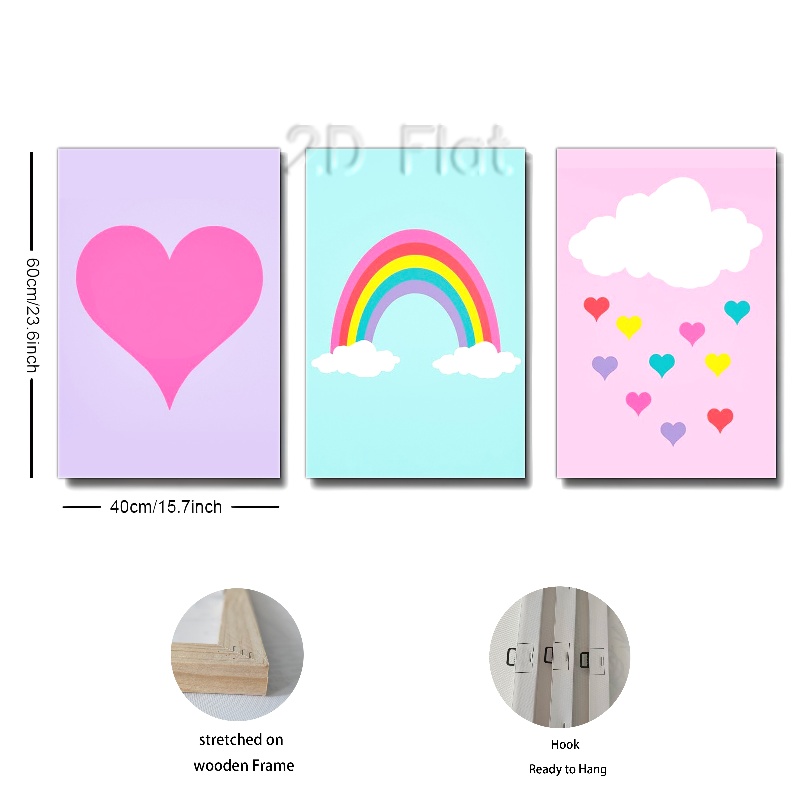 2D Flat
60cm/23.6inch
40cm/15.7inch
stretched on
wooden Frame
Hook
Ready to Hang